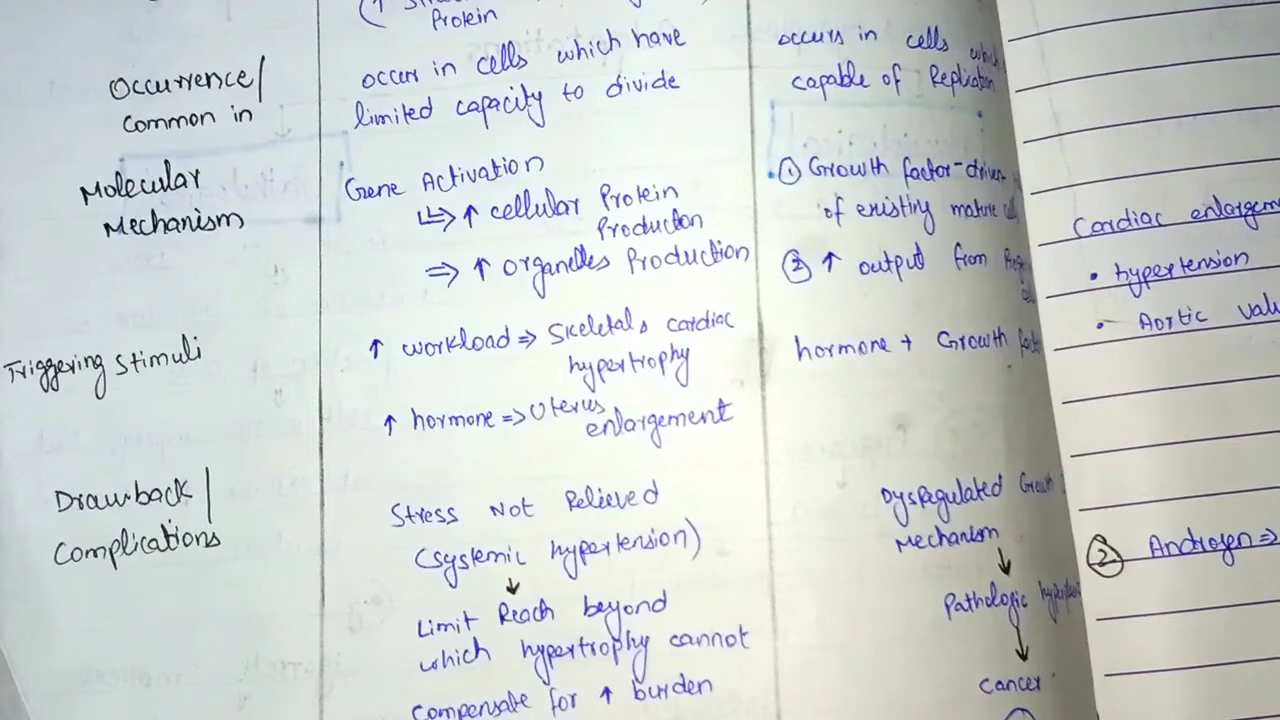 Protein
Occurrence/
Common in
occurs in cells which have
limited capacity to divide
occurs in cells which
capable of Replication
Molecular
Mechanism
Gene Activation
⇒ ↑ cellular Protein
Production
⇒ ↑ organelles Production
① Growth factor-driven
of existing mature
② ↑ output from
Triggering Stimuli
↑ workload ⇒ Skeletal & cardiac
hypertrophy
↑ hormone ⇒ Uterus
enlargement
hormone + Growth
Drawback/
Complications
Stress Not Relieved
(systemic hypertension)
↓
Limit Reach beyond
which hypertrophy cannot
compensate for ↑ burden
Dysregulated Growth
Mechanism
↓
Pathologic
↓
Cancer
Cardiac
• hypertension
• Aortic
② Androgen ⇒